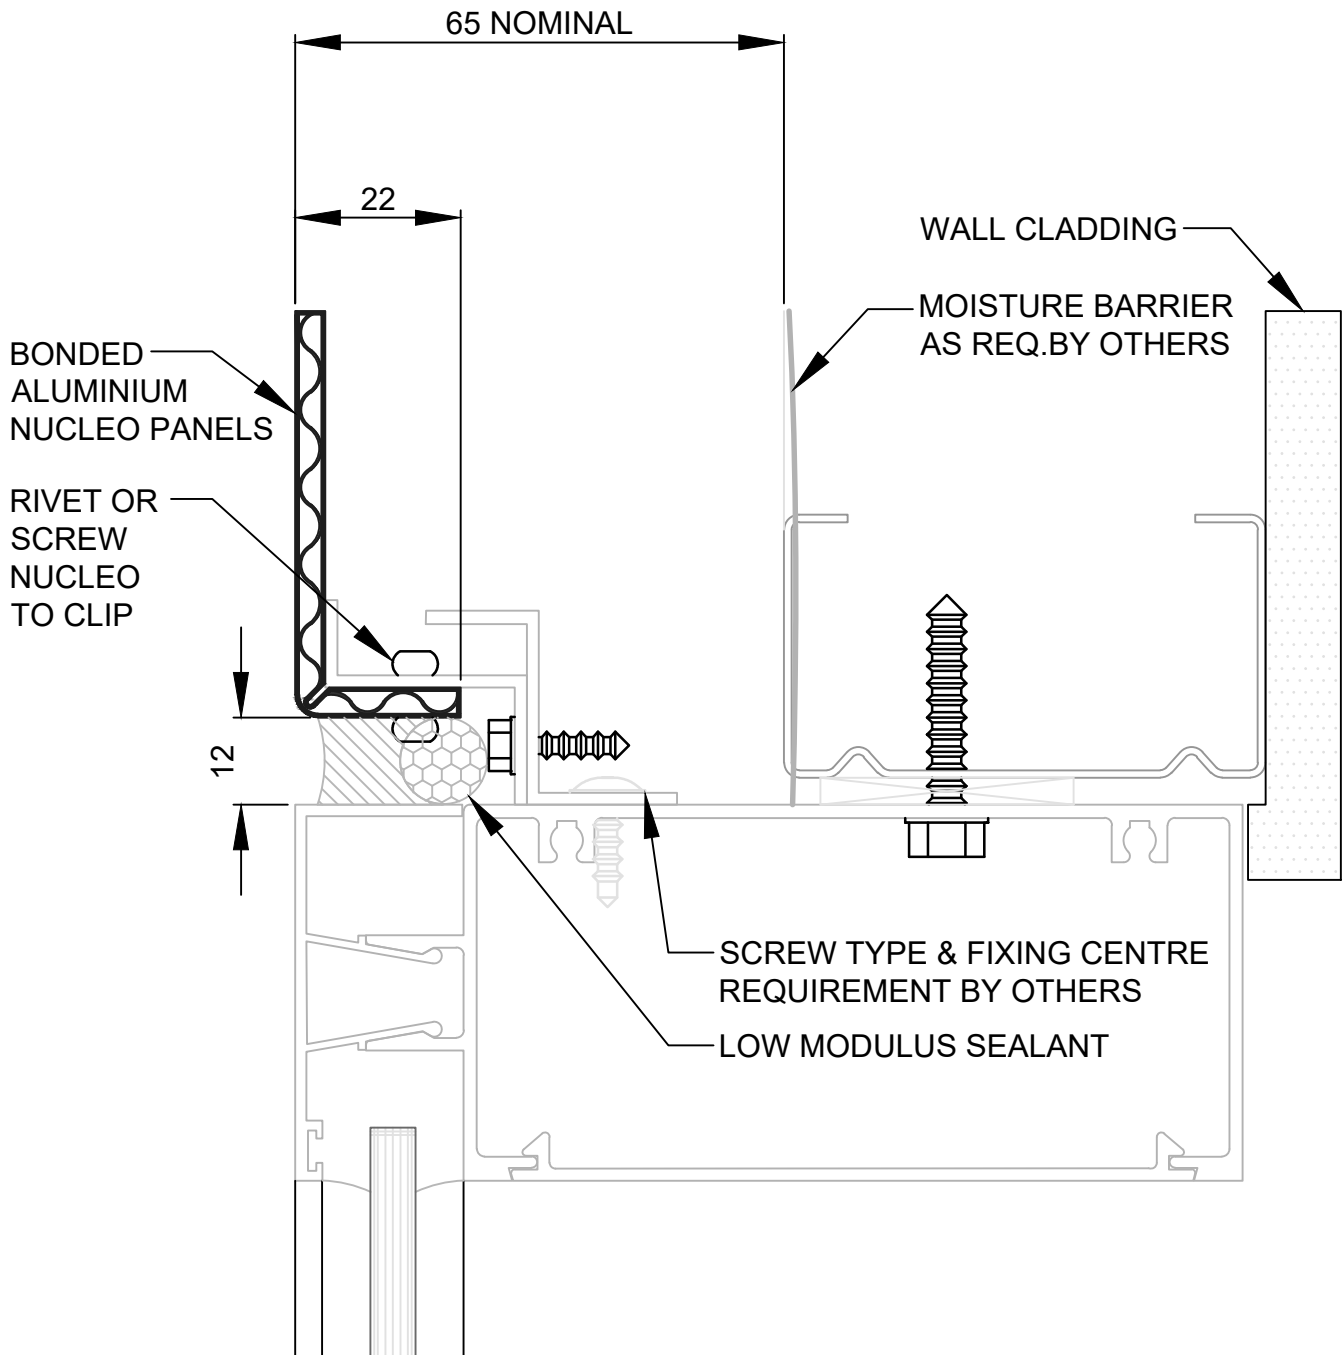 65 NOMINAL
22
WALL CLADDING
MOISTURE BARRIER
AS REQ.BY OTHERS
BONDED
ALUMINIUM
NUCLEO PANELS
RIVET OR
SCREW
NUCLEO
TO CLIP
12
SCREW TYPE & FIXING CENTRE
REQUIREMENT BY OTHERS
LOW MODULUS SEALANT